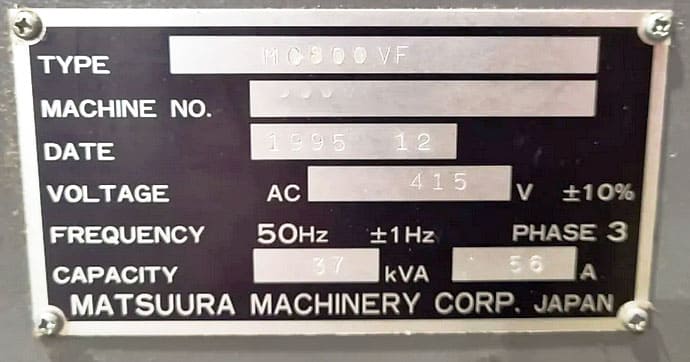 TYPE MC800VF
MACHINE NO.
DATE 1995 12
VOLTAGE AC 415 V ±10%
FREQUENCY 50Hz ±1Hz PHASE 3
CAPACITY 37 kVA 56 A
MATSUURA MACHINERY CORP. JAPAN